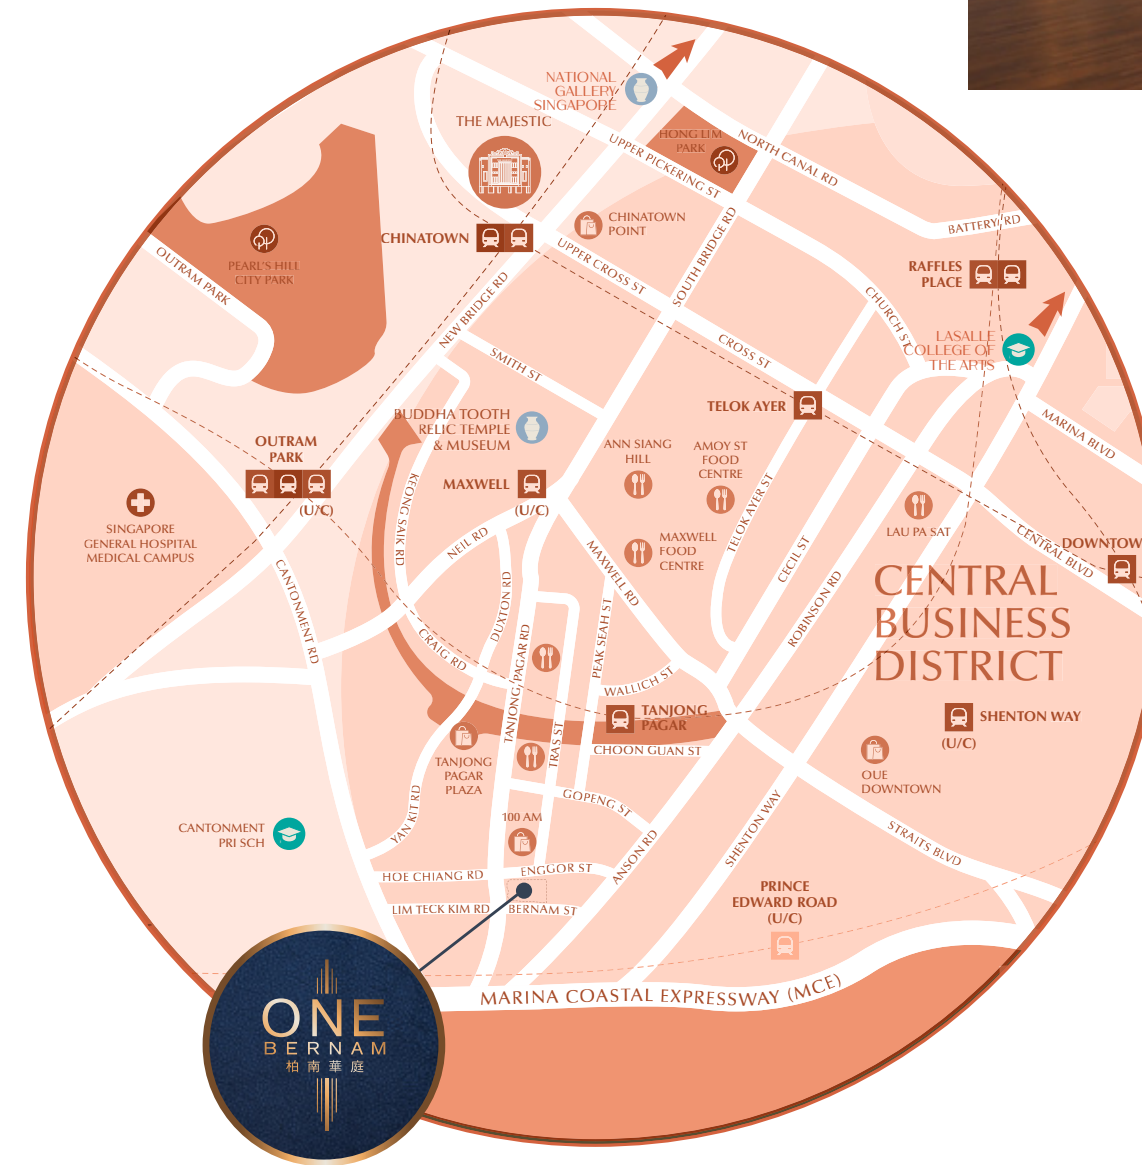 NATIONAL
GALLERY
SINGAPORE
THE MAJESTIC
HONG LIM
PARK
NORTH CANAL RD
UPPER PICKERING ST
CHINATOWN
CHINATOWN
POINT
SOUTH BRIDGE RD
BATTERY RD
UPPER CROSS ST
PEARL'S HILL
CITY PARK
OUTRAM PARK
NEW BRIDGE RD
RAFFLES
PLACE
CHURCH ST
SMITH ST
CROSS ST
LASALLE
COLLEGE OF
THE ARTS
TELOK AYER
MARINA BLVD
BUDDHA TOOTH
RELIC TEMPLE
& MUSEUM
OUTRAM
PARK
(U/C)
MAXWELL
(U/C)
ANN SIANG
HILL
AMOY ST
FOOD
CENTRE
SINGAPORE
GENERAL HOSPITAL
MEDICAL CAMPUS
KEONG SAIK RD
NEIL RD
MAXWELL
FOOD
CENTRE
TELOK AYER ST
LAU PA SAT
CENTRAL BLVD
DOWNTOW
CECIL ST
MAXWELL RD
CANTONMENT RD
DUXTON RD
ROBINSON RD
CENTRAL
BUSINESS
DISTRICT
CRAIG RD
TANJONG PAGAR RD
PEAK SEAH ST
WALLICH ST
TANJONG
PAGAR
SHENTON WAY
(U/C)
TRAS ST
CHOON GUAN ST
TANJONG
PAGAR
PLAZA
OUE
DOWNTOWN
YAN KIT RD
GOPENG ST
100 AM
CANTONMENT
PRI SCH
ANSON RD
SHENTON WAY
STRAITS BLVD
HOE CHIANG RD
ENGGOR ST
LIM TECK KIM RD
BERNAM ST
PRINCE
EDWARD ROAD
(U/C)
MARINA COASTAL EXPRESSWAY (MCE)
ONE
BERNAM
柏南華庭